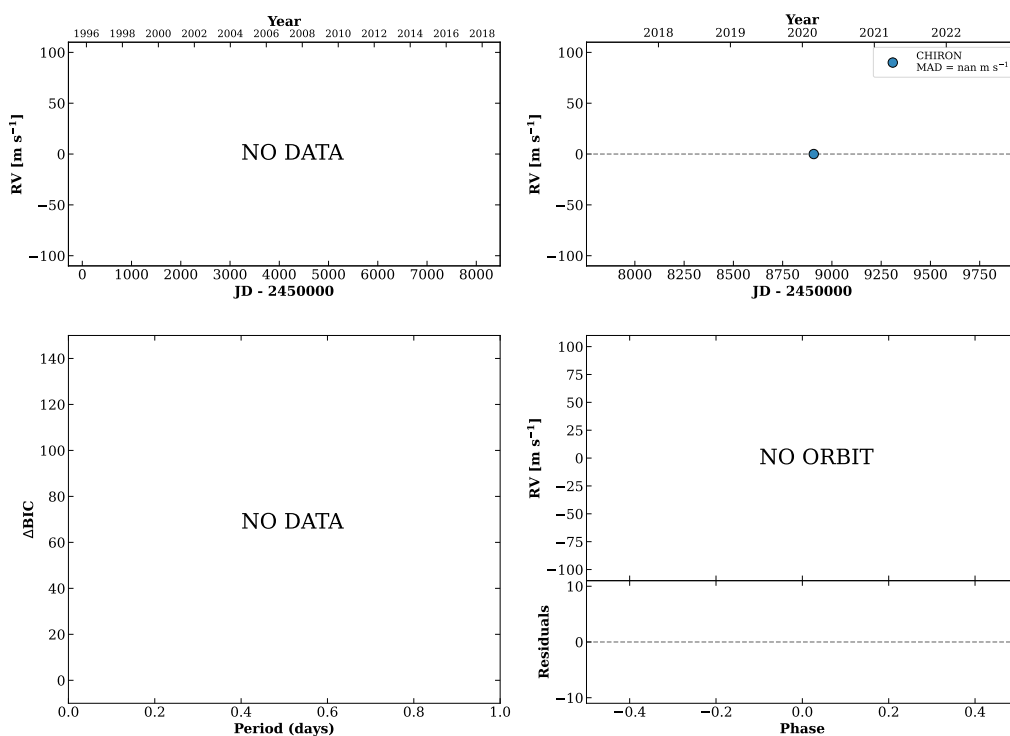 Year
1996 1998 2000 2002 2004 2006 2008 2010 2012 2014 2016 2018
100
50
0
−50
−100
RV [m s⁻¹]
NO DATA
0 1000 2000 3000 4000 5000 6000 7000 8000
JD - 2450000
Year
2018 2019 2020 2021 2022
100
50
0
−50
−100
RV [m s⁻¹]
CHIRON
MAD = nan m s⁻¹
8000 8250 8500 8750 9000 9250 9500 9750
JD - 2450000
140
120
100
80
60
40
20
0
ΔBIC
NO DATA
0.0 0.2 0.4 0.6 0.8 1.0
Period (days)
100
75
50
25
0
−25
−50
−75
−100
RV [m s⁻¹]
NO ORBIT
10
0
−10
Residuals
−0.4 −0.2 0.0 0.2 0.4
Phase